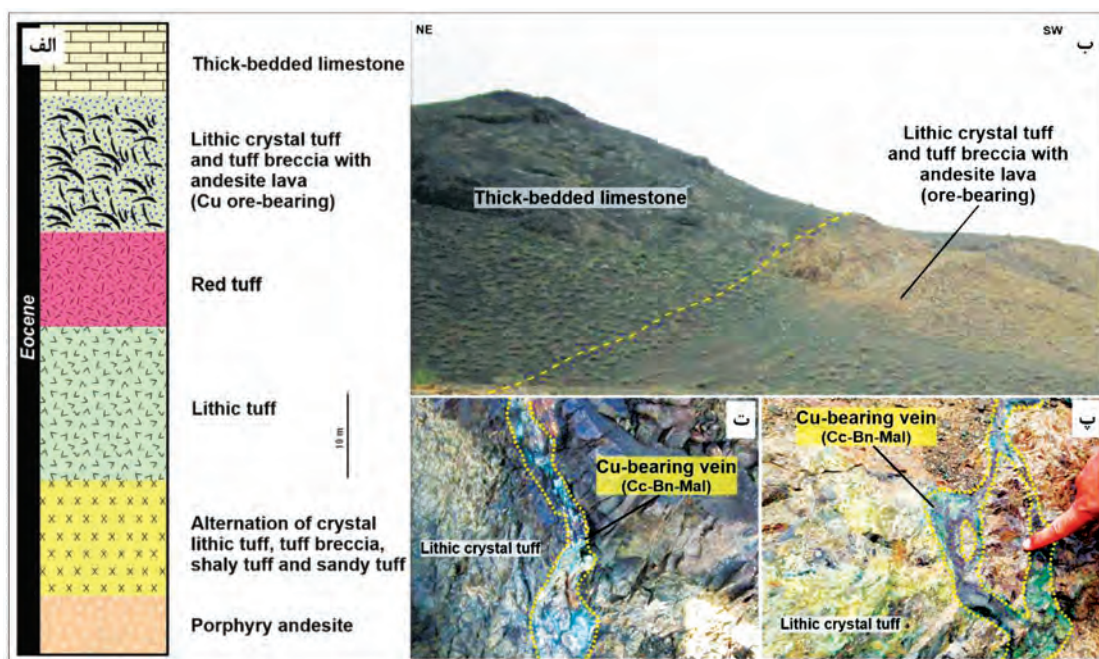 الف
Eocene
Thick-bedded limestone
Lithic crystal tuff
and tuff breccia with
andesite lava
(Cu ore-bearing)
Red tuff
Lithic tuff
10 m
Alternation of crystal
lithic tuff, tuff breccia,
shaly tuff and sandy tuff
Porphyry andesite
NE
SW
ب
Thick-bedded limestone
Lithic crystal tuff
and tuff breccia with
andesite lava
(ore-bearing)
ت
Cu-bearing vein
(Cc-Bn-Mal)
Lithic crystal tuff
پ
Cu-bearing vein
(Cc-Bn-Mal)
Lithic crystal tuff